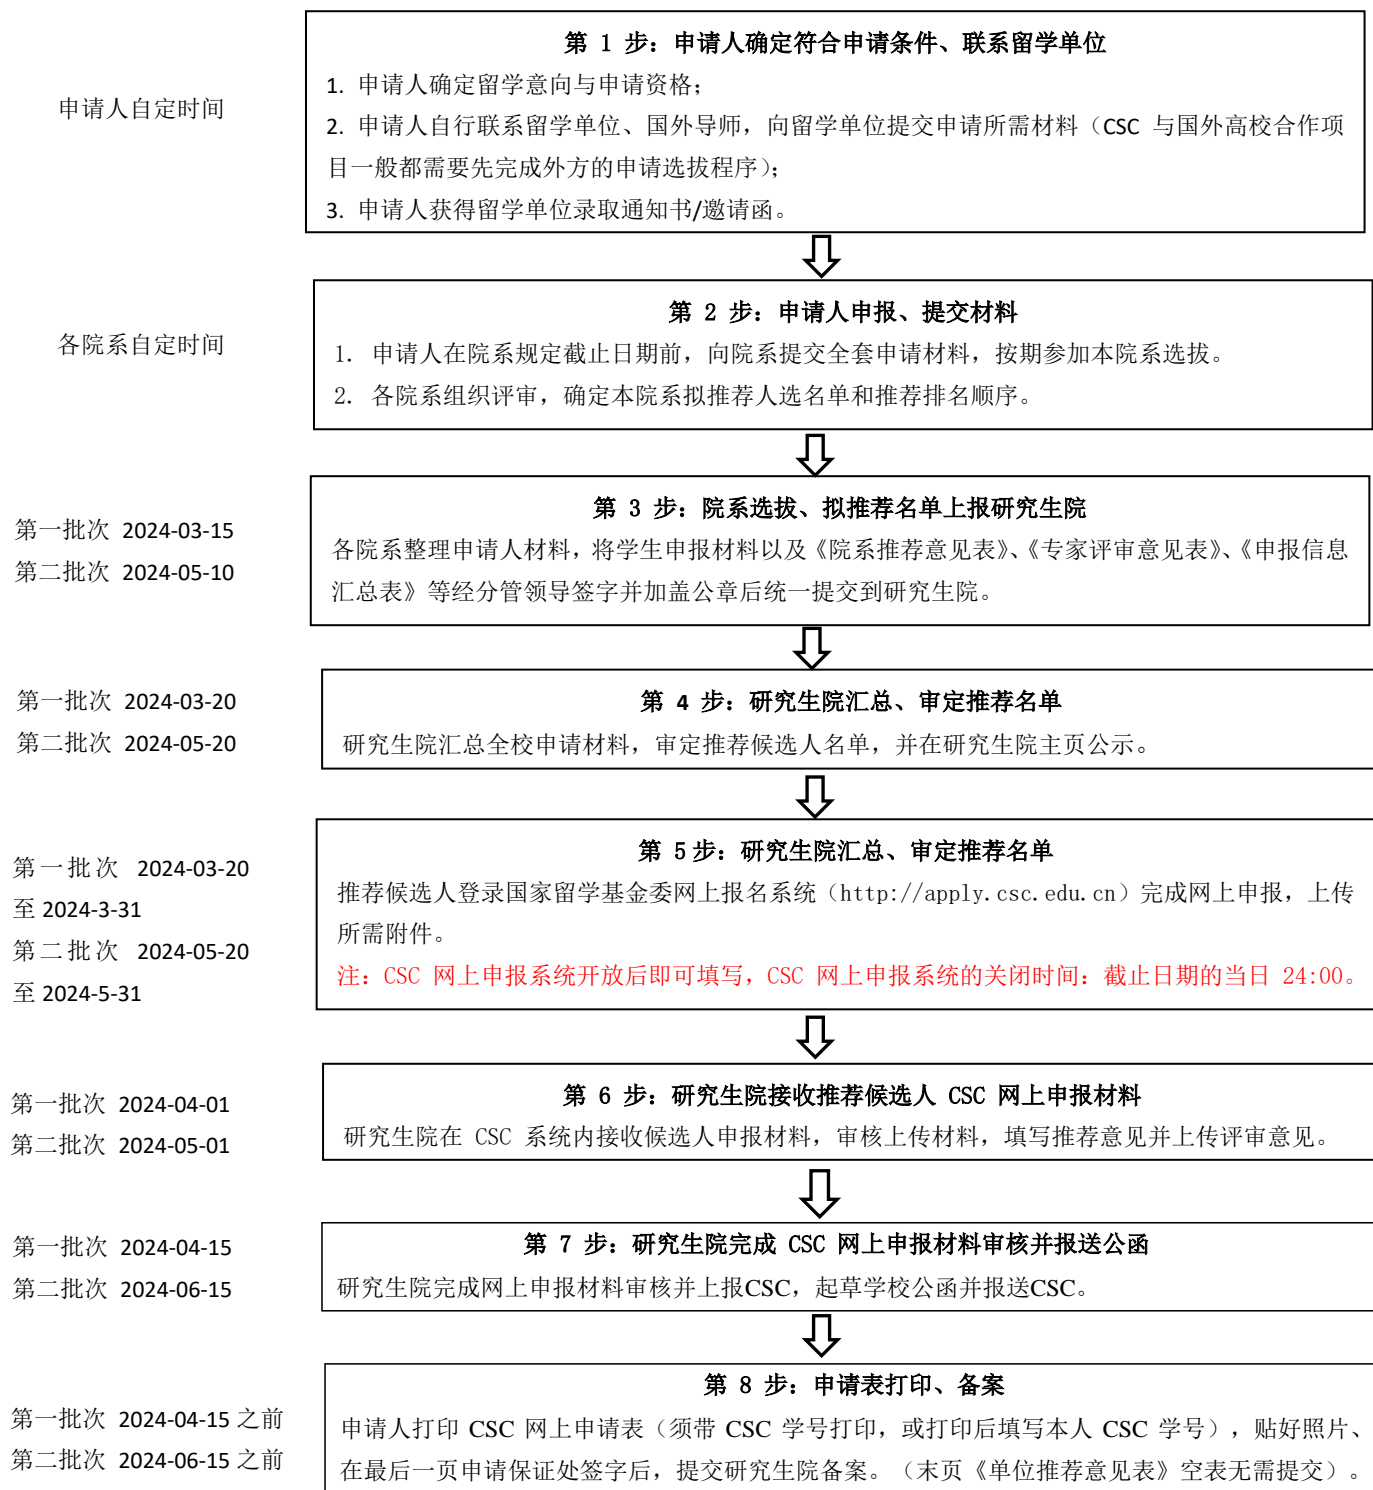 第 1 步：申请人确定符合申请条件、联系留学单位
申请人自定时间
1. 申请人确定留学意向与申请资格；
2. 申请人自行联系留学单位、国外导师，向留学单位提交申请所需材料（CSC 与国外高校合作项
目一般都需要先完成外方的申请选拔程序）；
3. 申请人获得留学单位录取通知书/邀请函。
第 2 步：申请人申报、提交材料
各院系自定时间
1. 申请人在院系规定截止日期前，向院系提交全套申请材料，按期参加本院系选拔。
2. 各院系组织评审，确定本院系拟推荐人选名单和推荐排名顺序。
第 3 步：院系选拔、拟推荐名单上报研究生院
第一批次 2024-03-15
第二批次 2024-05-10
各院系整理申请人材料，将学生申报材料以及《院系推荐意见表》、《专家评审意见表》、《申报信息
汇总表》等经分管领导签字并加盖公章后统一提交到研究生院。
第 4 步：研究生院汇总、审定推荐名单
第一批次 2024-03-20
第二批次 2024-05-20
研究生院汇总全校申请材料，审定推荐候选人名单，并在研究生院主页公示。
第 5 步：研究生院汇总、审定推荐名单
第一批次 2024-03-20
至 2024-3-31
第二批次 2024-05-20
至 2024-5-31
推荐候选人登录国家留学基金委网上报名系统（http://apply.csc.edu.cn）完成网上申报，上传
所需附件。
注：CSC 网上申报系统开放后即可填写，CSC 网上申报系统的关闭时间：截止日期的当日 24:00。
第 6 步：研究生院接收推荐候选人 CSC 网上申报材料
第一批次 2024-04-01
第二批次 2024-05-01
研究生院在 CSC 系统内接收候选人申报材料，审核上传材料，填写推荐意见并上传评审意见。
第 7 步：研究生院完成 CSC 网上申报材料审核并报送公函
第一批次 2024-04-15
第二批次 2024-06-15
研究生院完成网上申报材料审核并上报CSC，起草学校公函并报送CSC。
第 8 步：申请表打印、备案
第一批次 2024-04-15 之前
第二批次 2024-06-15 之前
申请人打印 CSC 网上申请表（须带 CSC 学号打印，或打印后填写本人 CSC 学号），贴好照片、
在最后一页申请保证处签字后，提交研究生院备案。（末页《单位推荐意见表》空表无需提交）。